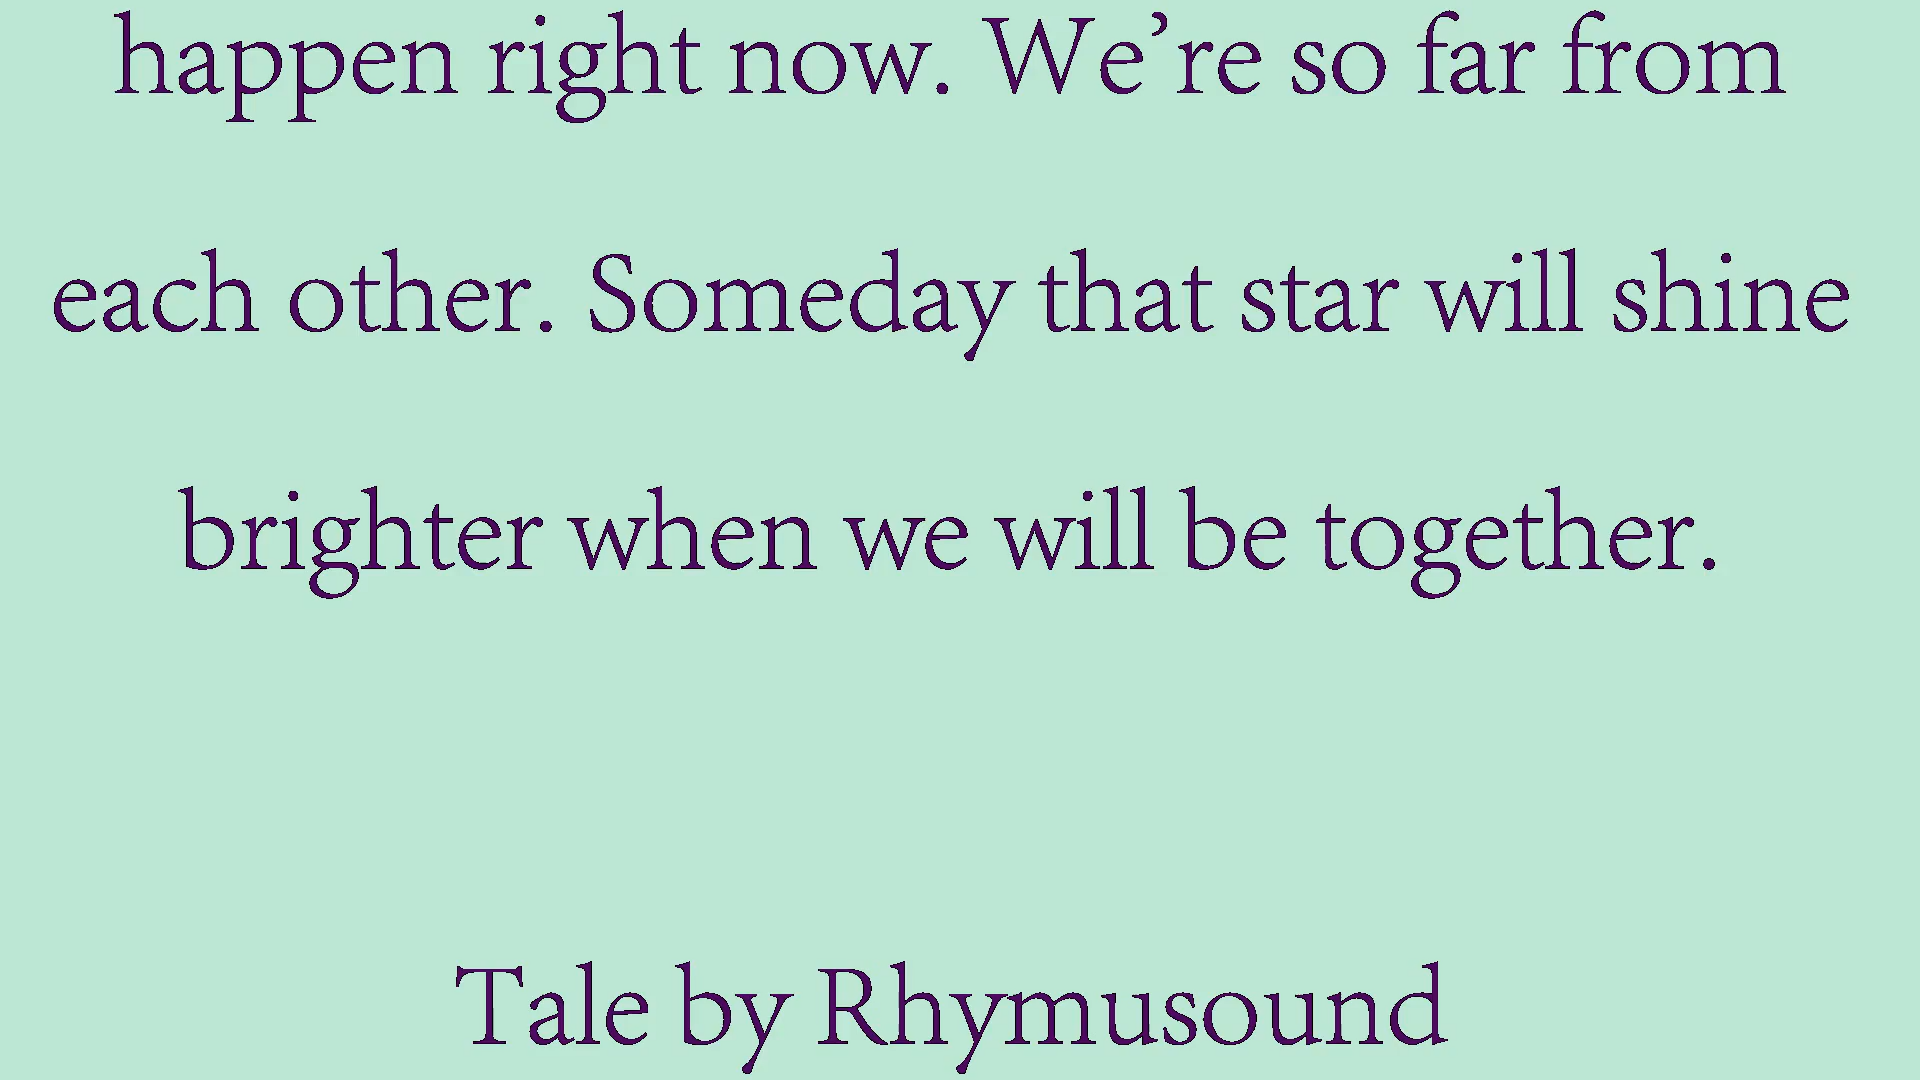 happen right now. We’re so far from
each other. Someday that star will shine
brighter when we will be together.
Tale by Rhymusound